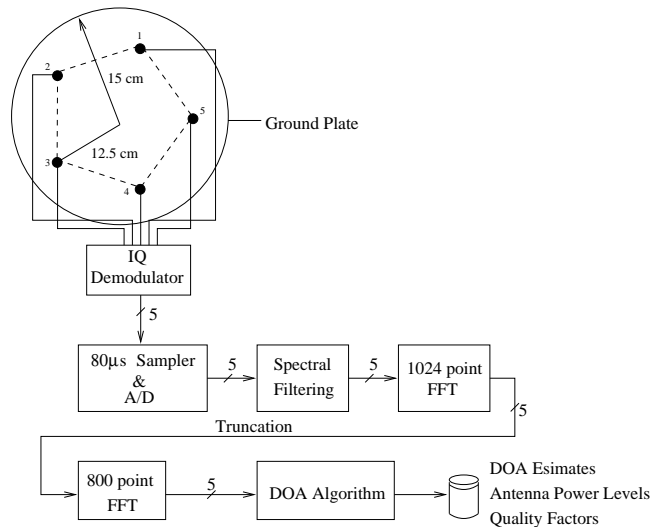 1
2
15 cm
5
Ground Plate
12.5 cm
3
4
IQ
Demodulator
5
80μs Sampler
&
A/D
5
Spectral
Filtering
5
1024 point
FFT
5
Truncation
800 point
FFT
5
DOA Algorithm
DOA Esimates
Antenna Power Levels
Quality Factors